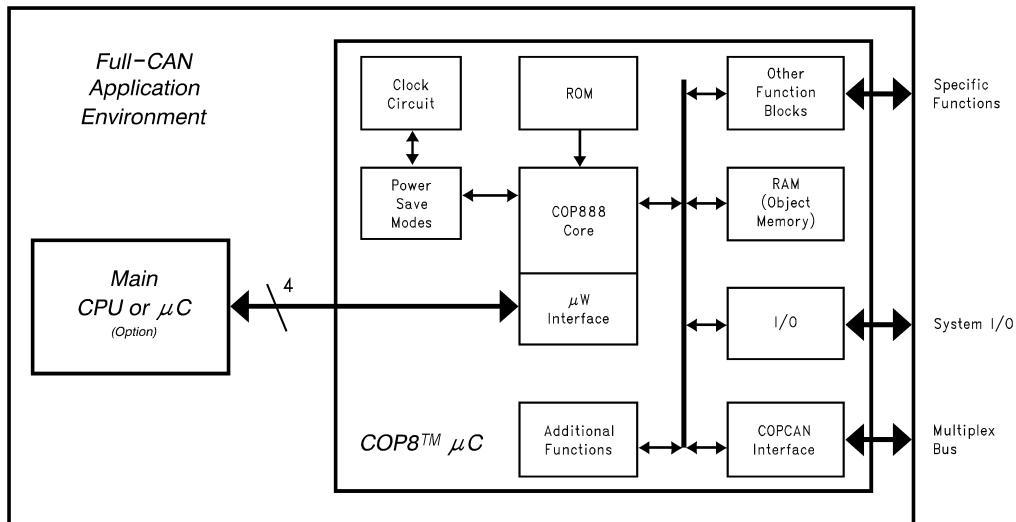 Full-CAN
Application
Environment
Clock
Circuit
ROM
Other
Function
Blocks
Specific
Functions
Power
Save
Modes
COP888
Core
RAM
(Object
Memory)
Main
CPU or μC
(Option)
4
μW
Interface
I/O
System I/O
COP8™ μC
Additional
Functions
COPCAN
Interface
Multiplex
Bus